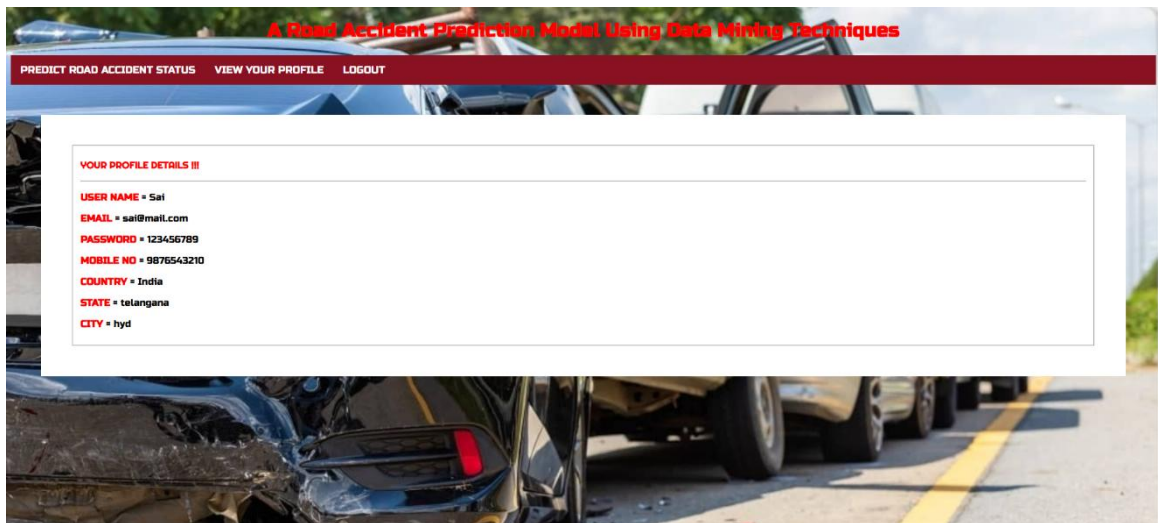 A Road Accident Prediction Model Using Data Mining Techniques
PREDICT ROAD ACCIDENT STATUS VIEW YOUR PROFILE LOGOUT
YOUR PROFILE DETAILS !!!
USER NAME = Sai
EMAIL = sai@mail.com
PASSWORD = 123456789
MOBILE NO = 9876543210
COUNTRY = India
STATE = telangana
CITY = hyd